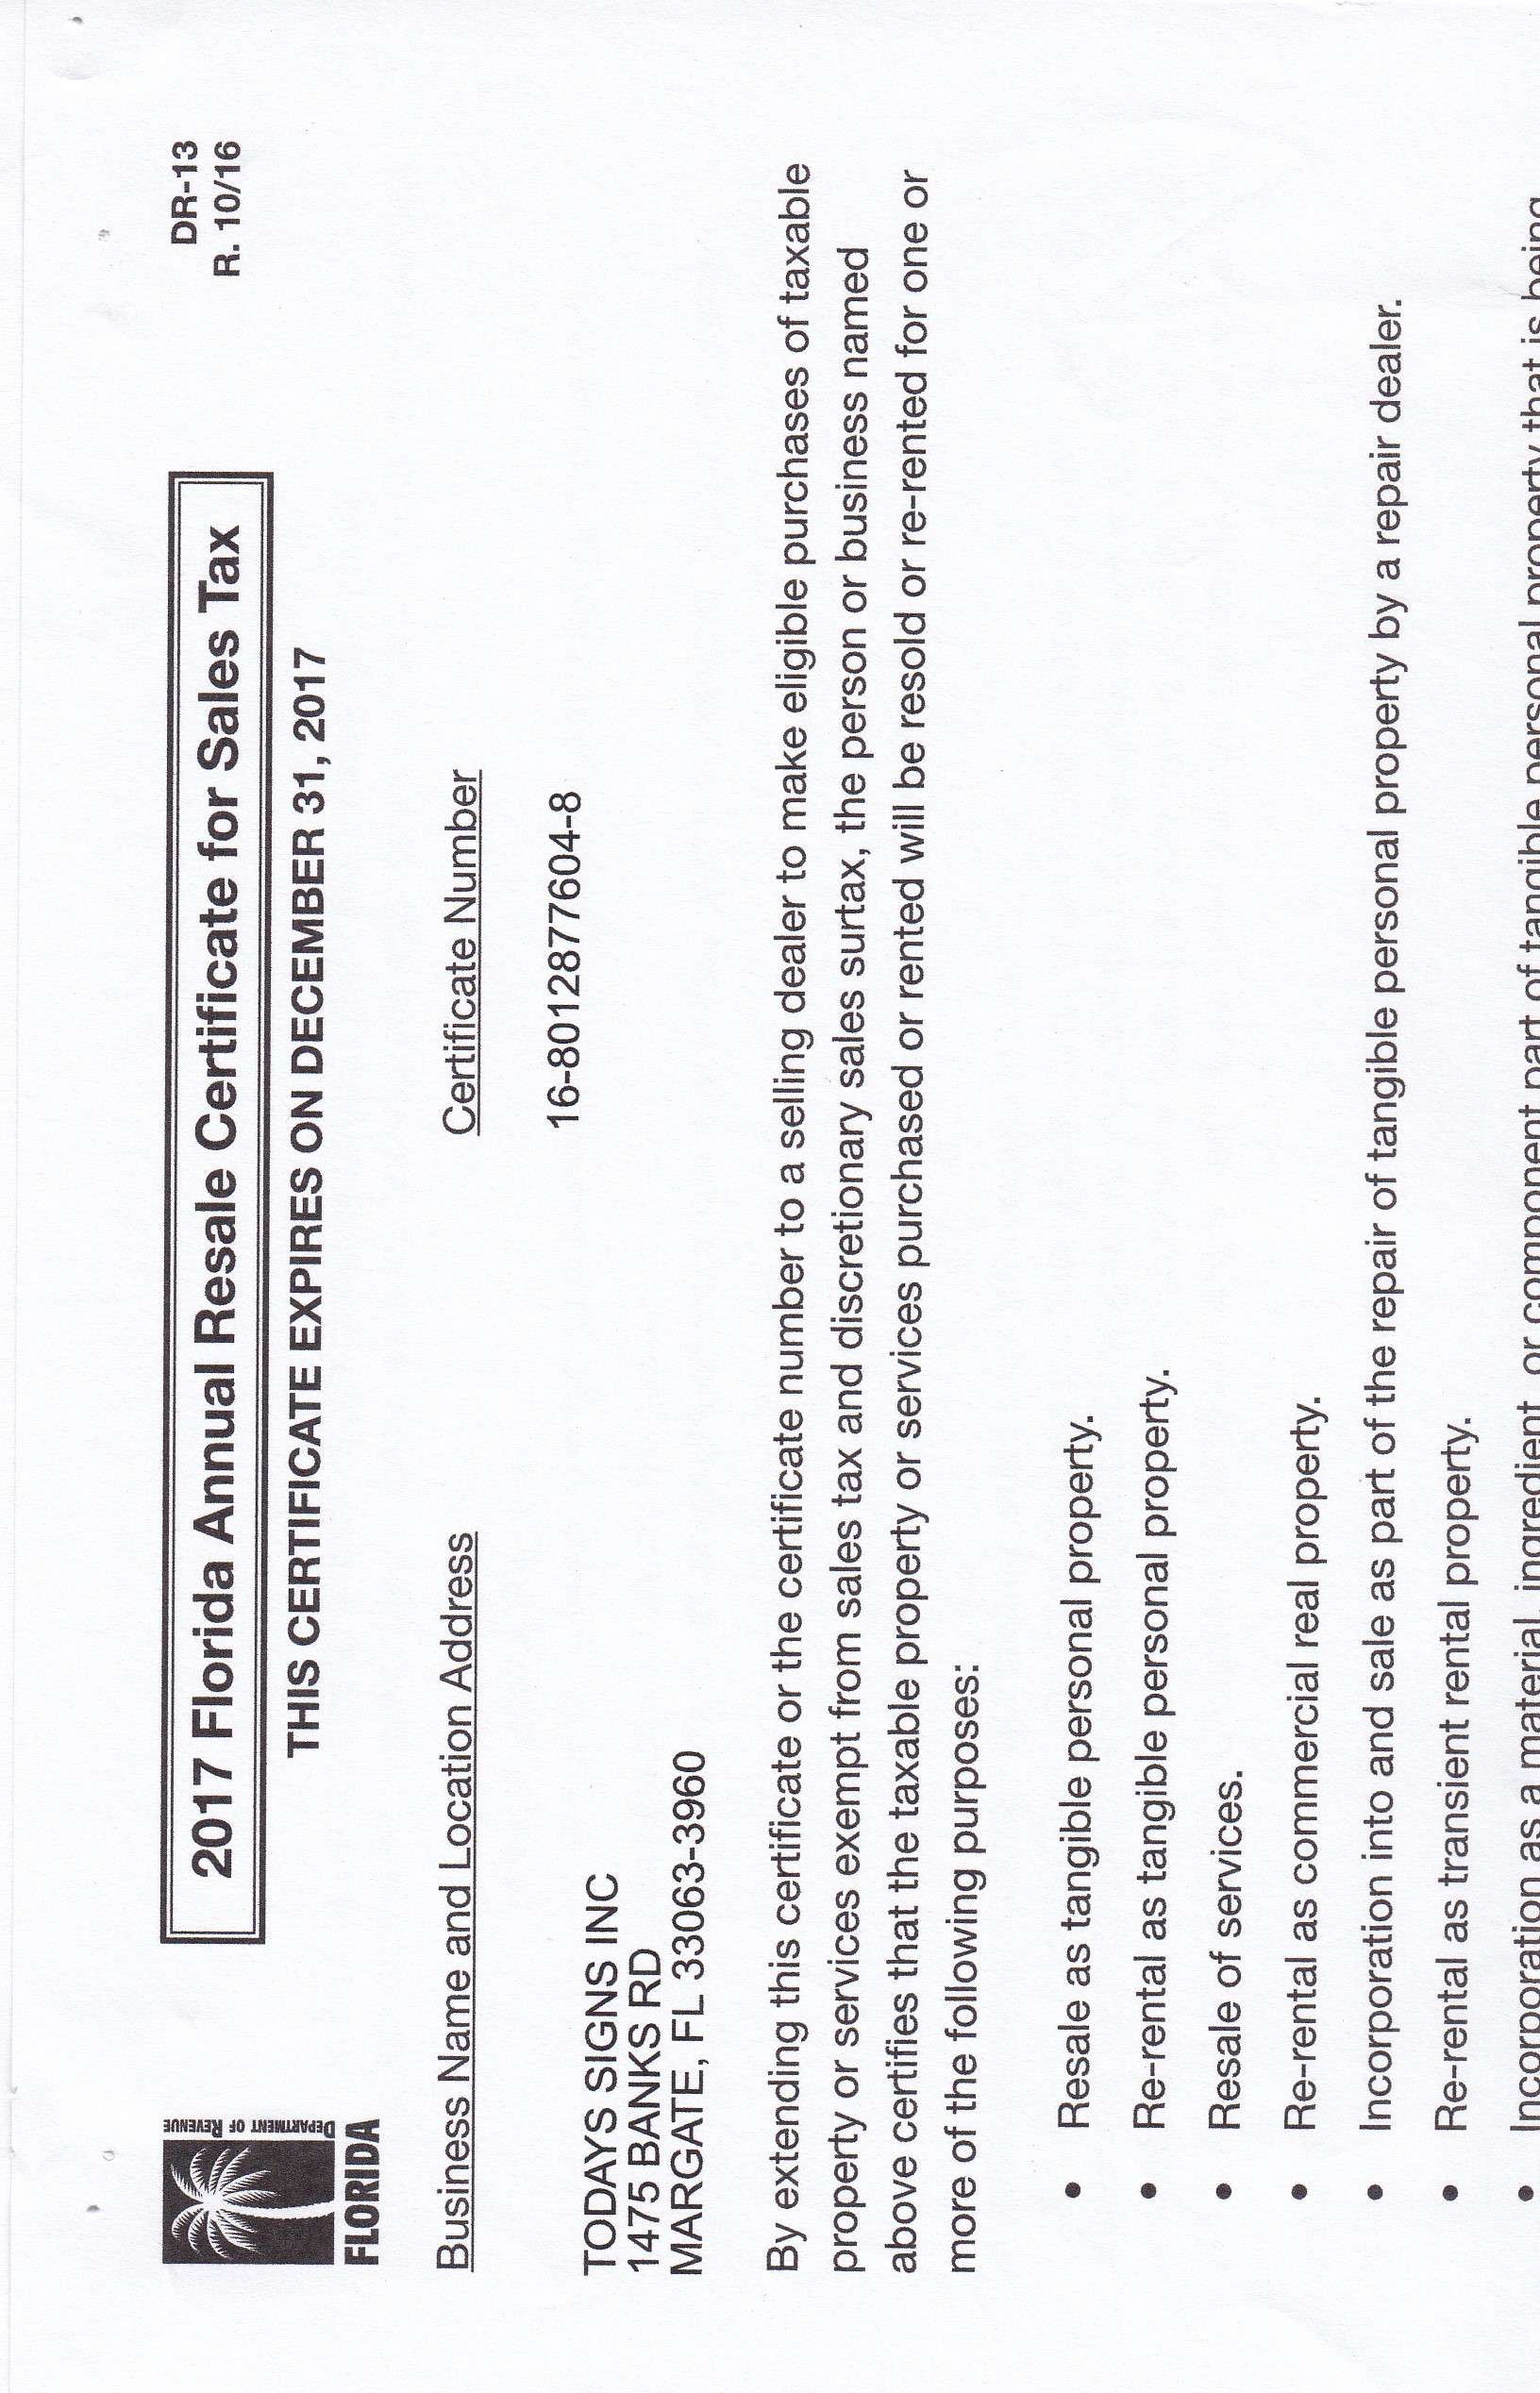 DEPARTMENT OF REVENUE
FLORIDA
2017 Florida Annual Resale Certificate for Sales Tax
DR-13
R. 10/16
THIS CERTIFICATE EXPIRES ON DECEMBER 31, 2017
Business Name and Location Address
Certificate Number
16-8012877604-8
TODAYS SIGNS INC
1475 BANKS RD
MARGATE, FL 33063-3960
By extending this certificate or the certificate number to a selling dealer to make eligible purchases of taxable
property or services exempt from sales tax and discretionary sales surtax, the person or business named
above certifies that the taxable property or services purchased or rented will be resold or re-rented for one or
more of the following purposes:
• Resale as tangible personal property.
• Re-rental as tangible personal property.
• Resale of services.
• Re-rental as commercial real property.
• Incorporation into and sale as part of the repair of tangible personal property by a repair dealer.
• Re-rental as transient rental property.
• Incorporation as a material, ingredient, or component part of tangible personal property that is being